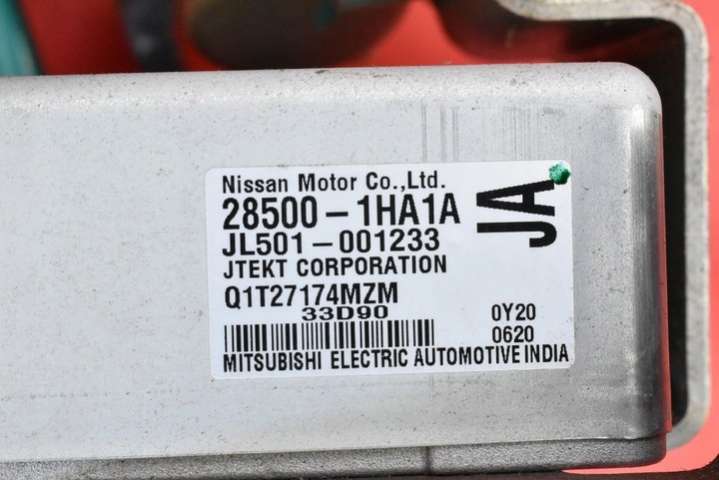 Nissan Motor Co.,Ltd.
28500-1HA1A
JA
JL501-001233
JTEKT CORPORATION
Q1T27174MZM
33D90
0Y20
0620
MITSUBISHI ELECTRIC AUTOMOTIVE INDIA